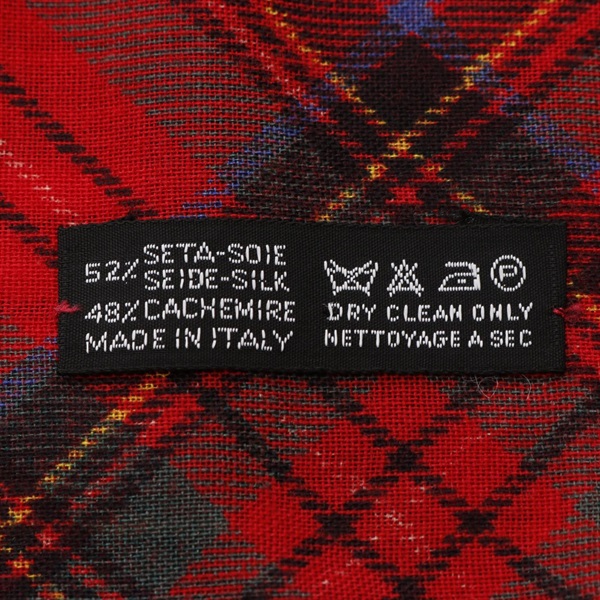 52% SETA-SOIE
SEIDE-SILK
48% CACHEMIRE
MADE IN ITALY
P
DRY CLEAN ONLY
NETTOYAGE A SEC